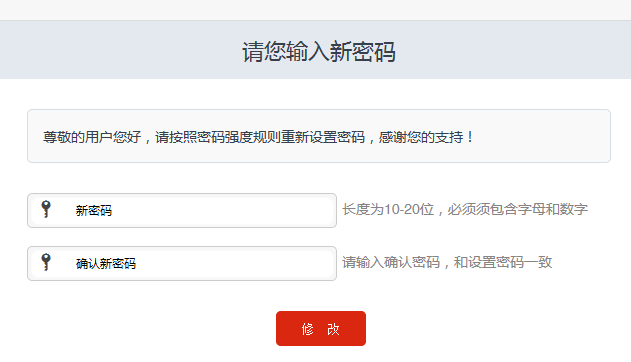 请您输入新密码
尊敬的用户您好，请按照密码强度规则重新设置密码，感谢您的支持！
新密码 长度为10-20位，必须须包含字母和数字
确认新密码 请输入确认密码，和设置密码一致
修 改